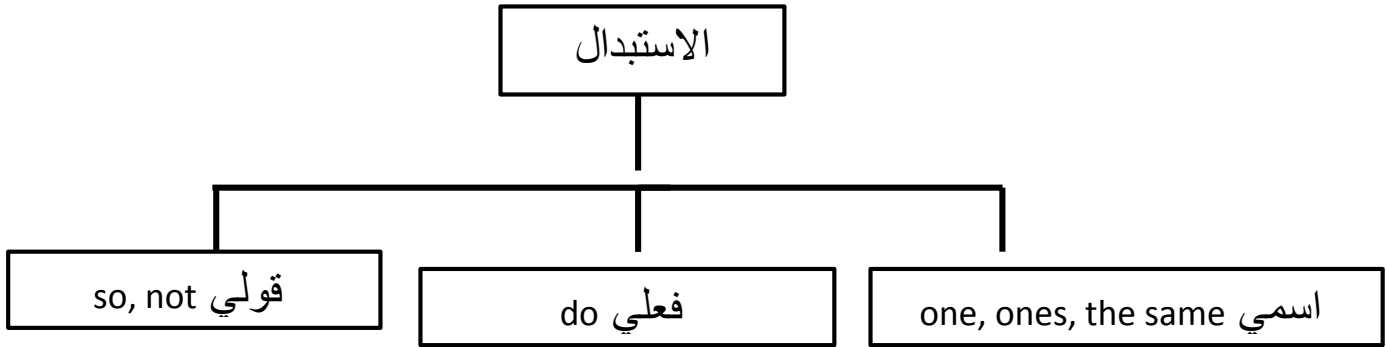 الاستبدال
اسمي one, ones, the same
فعلي do
قولي so, not